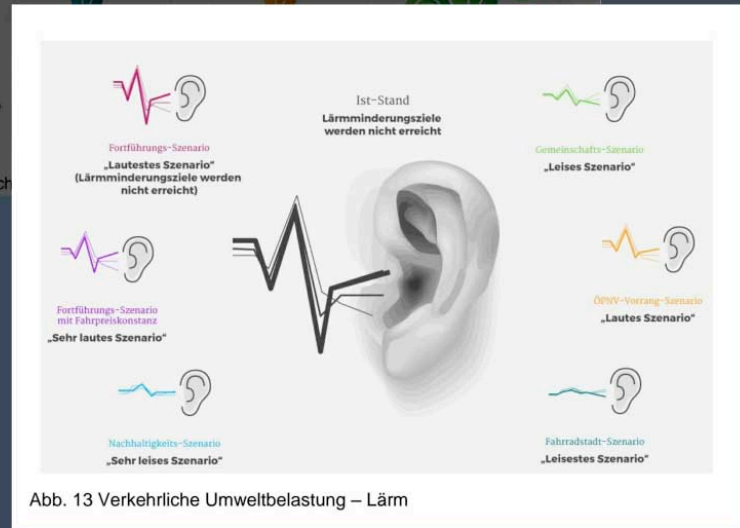 Ist-Stand
Lärmminderungsziele
werden nicht erreicht
Fortführungs-Szenario
„Lautestes Szenario“
(Lärmminderungsziele werden
nicht erreicht)
Gemeinschafts-Szenario
„Leises Szenario“
Fortführungs-Szenario
mit Fahrpreiskonstanz
„Sehr lautes Szenario“
ÖPNV-Vorrang-Szenario
„Lautes Szenario“
Nachhaltigkeits-Szenario
„Sehr leises Szenario“
Fahrradstadt-Szenario
„Leisestes Szenario“
Abb. 13 Verkehrliche Umweltbelastung – Lärm